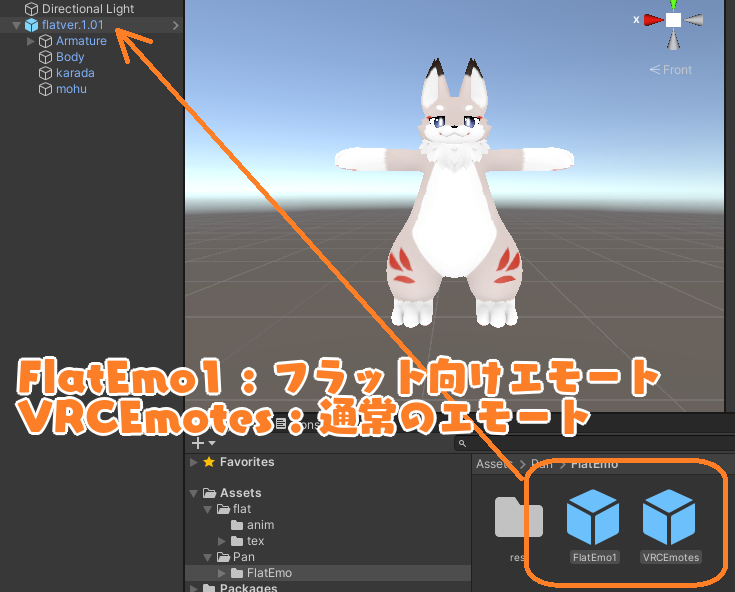 Directional Light
flatver.1.01
Armature
Body
karada
mohu
x
Front
FlatEmo1：フラット向けエモート
VRCEmotes：通常のエモート
Favorites
Assets
flat
anim
tex
Pan
FlatEmo
Packages
Assets > Pan > FlatEmo
FlatEmo1
VRCEmotes